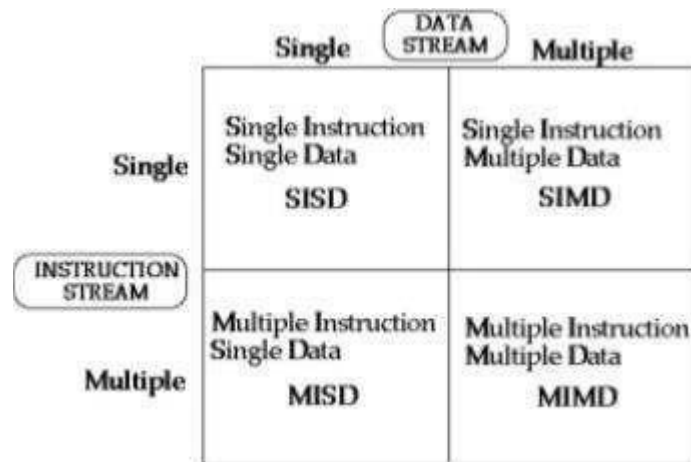 DATA
STREAM
Single
Multiple
Single Instruction
Single Data
SISD
Single Instruction
Multiple Data
SIMD
Single
INSTRUCTION
STREAM
Multiple Instruction
Single Data
MISD
Multiple Instruction
Multiple Data
MIMD
Multiple